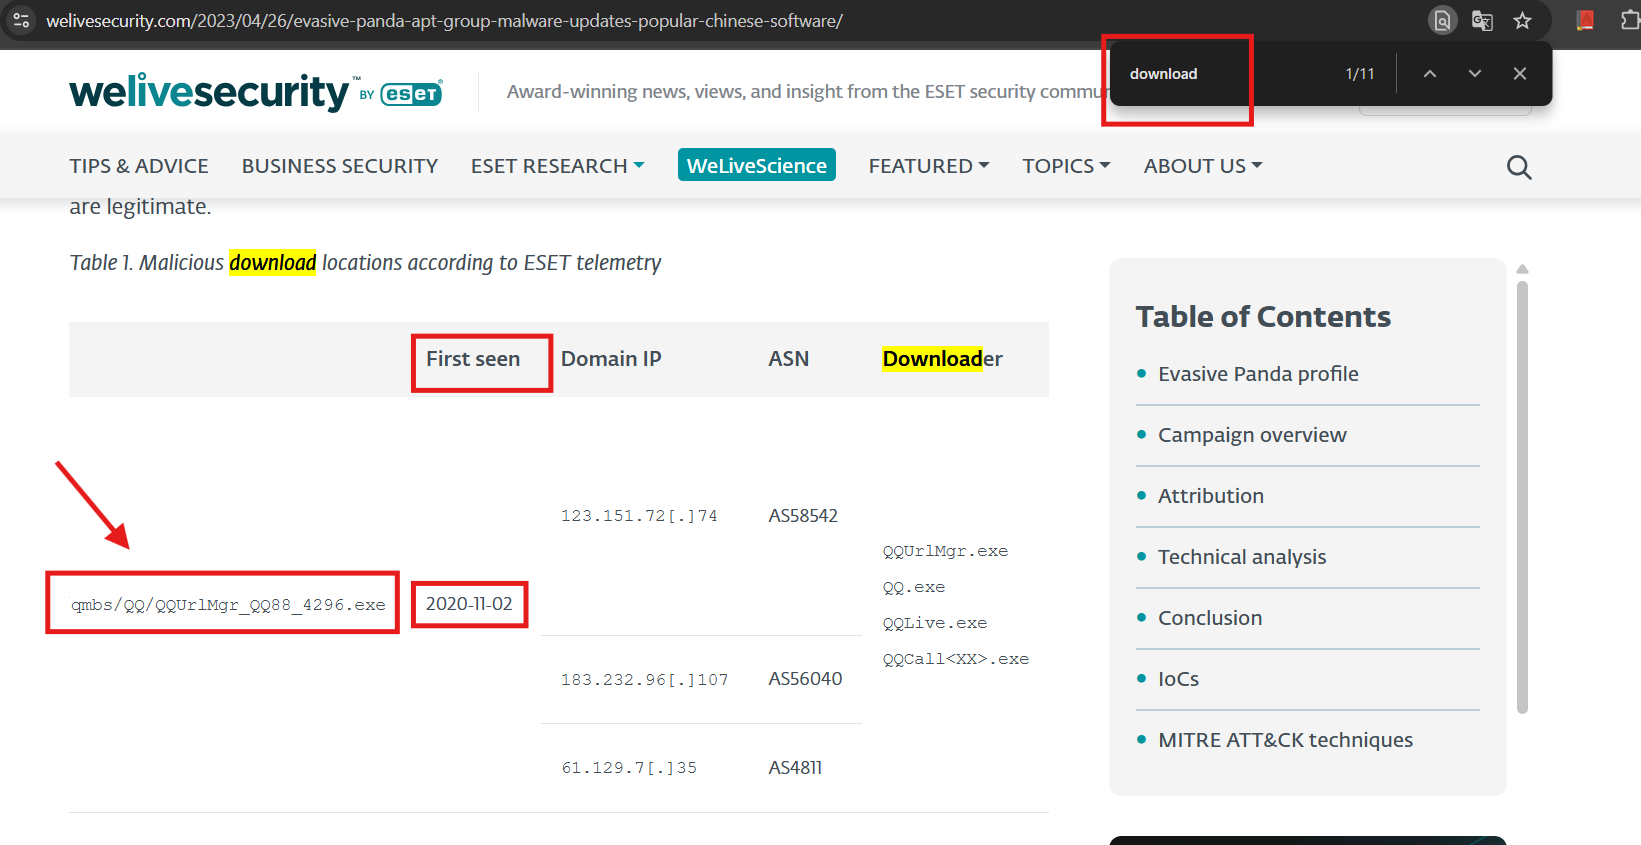 welivesecurity.com/2023/04/26/evasive-panda-apt-group-malware-updates-popular-chinese-software/
download 1/11
welivesecurity™ BY eset® Award-winning news, views, and insight from the ESET security commu
TIPS & ADVICE BUSINESS SECURITY ESET RESEARCH WeLiveScience FEATURED TOPICS ABOUT US
are legitimate.
Table 1. Malicious download locations according to ESET telemetry
First seen Domain IP ASN Downloader
qmbs/QQ/QQUrlMgr_QQ88_4296.exe 2020-11-02
123.151.72[.]74 AS58542
183.232.96[.]107 AS56040
61.129.7[.]35 AS4811
QQUrlMgr.exe
QQ.exe
QQLive.exe
QQCall<XX>.exe
Table of Contents
Evasive Panda profile
Campaign overview
Attribution
Technical analysis
Conclusion
IoCs
MITRE ATT&CK techniques